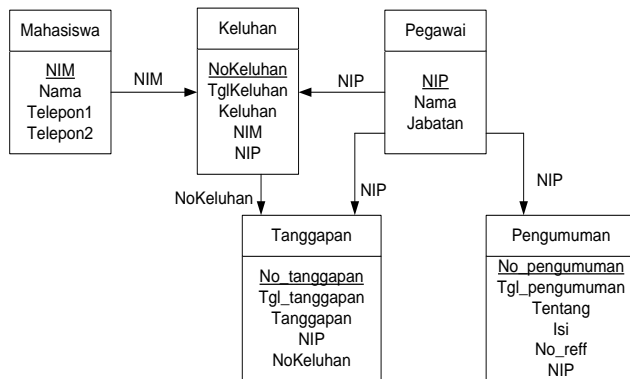 Mahasiswa
NIM
Nama
Telepon1
Telepon2
NIM
Keluhan
NoKeluhan
TglKeluhan
Keluhan
NIM
NIP
NIP
Pegawai
NIP
Nama
Jabatan
NoKeluhan
NIP
NIP
Tanggapan
No_tanggapan
Tgl_tanggapan
Tanggapan
NIP
NoKeluhan
Pengumuman
No_pengumuman
Tgl_pengumuman
Tentang
Isi
No_reff
NIP